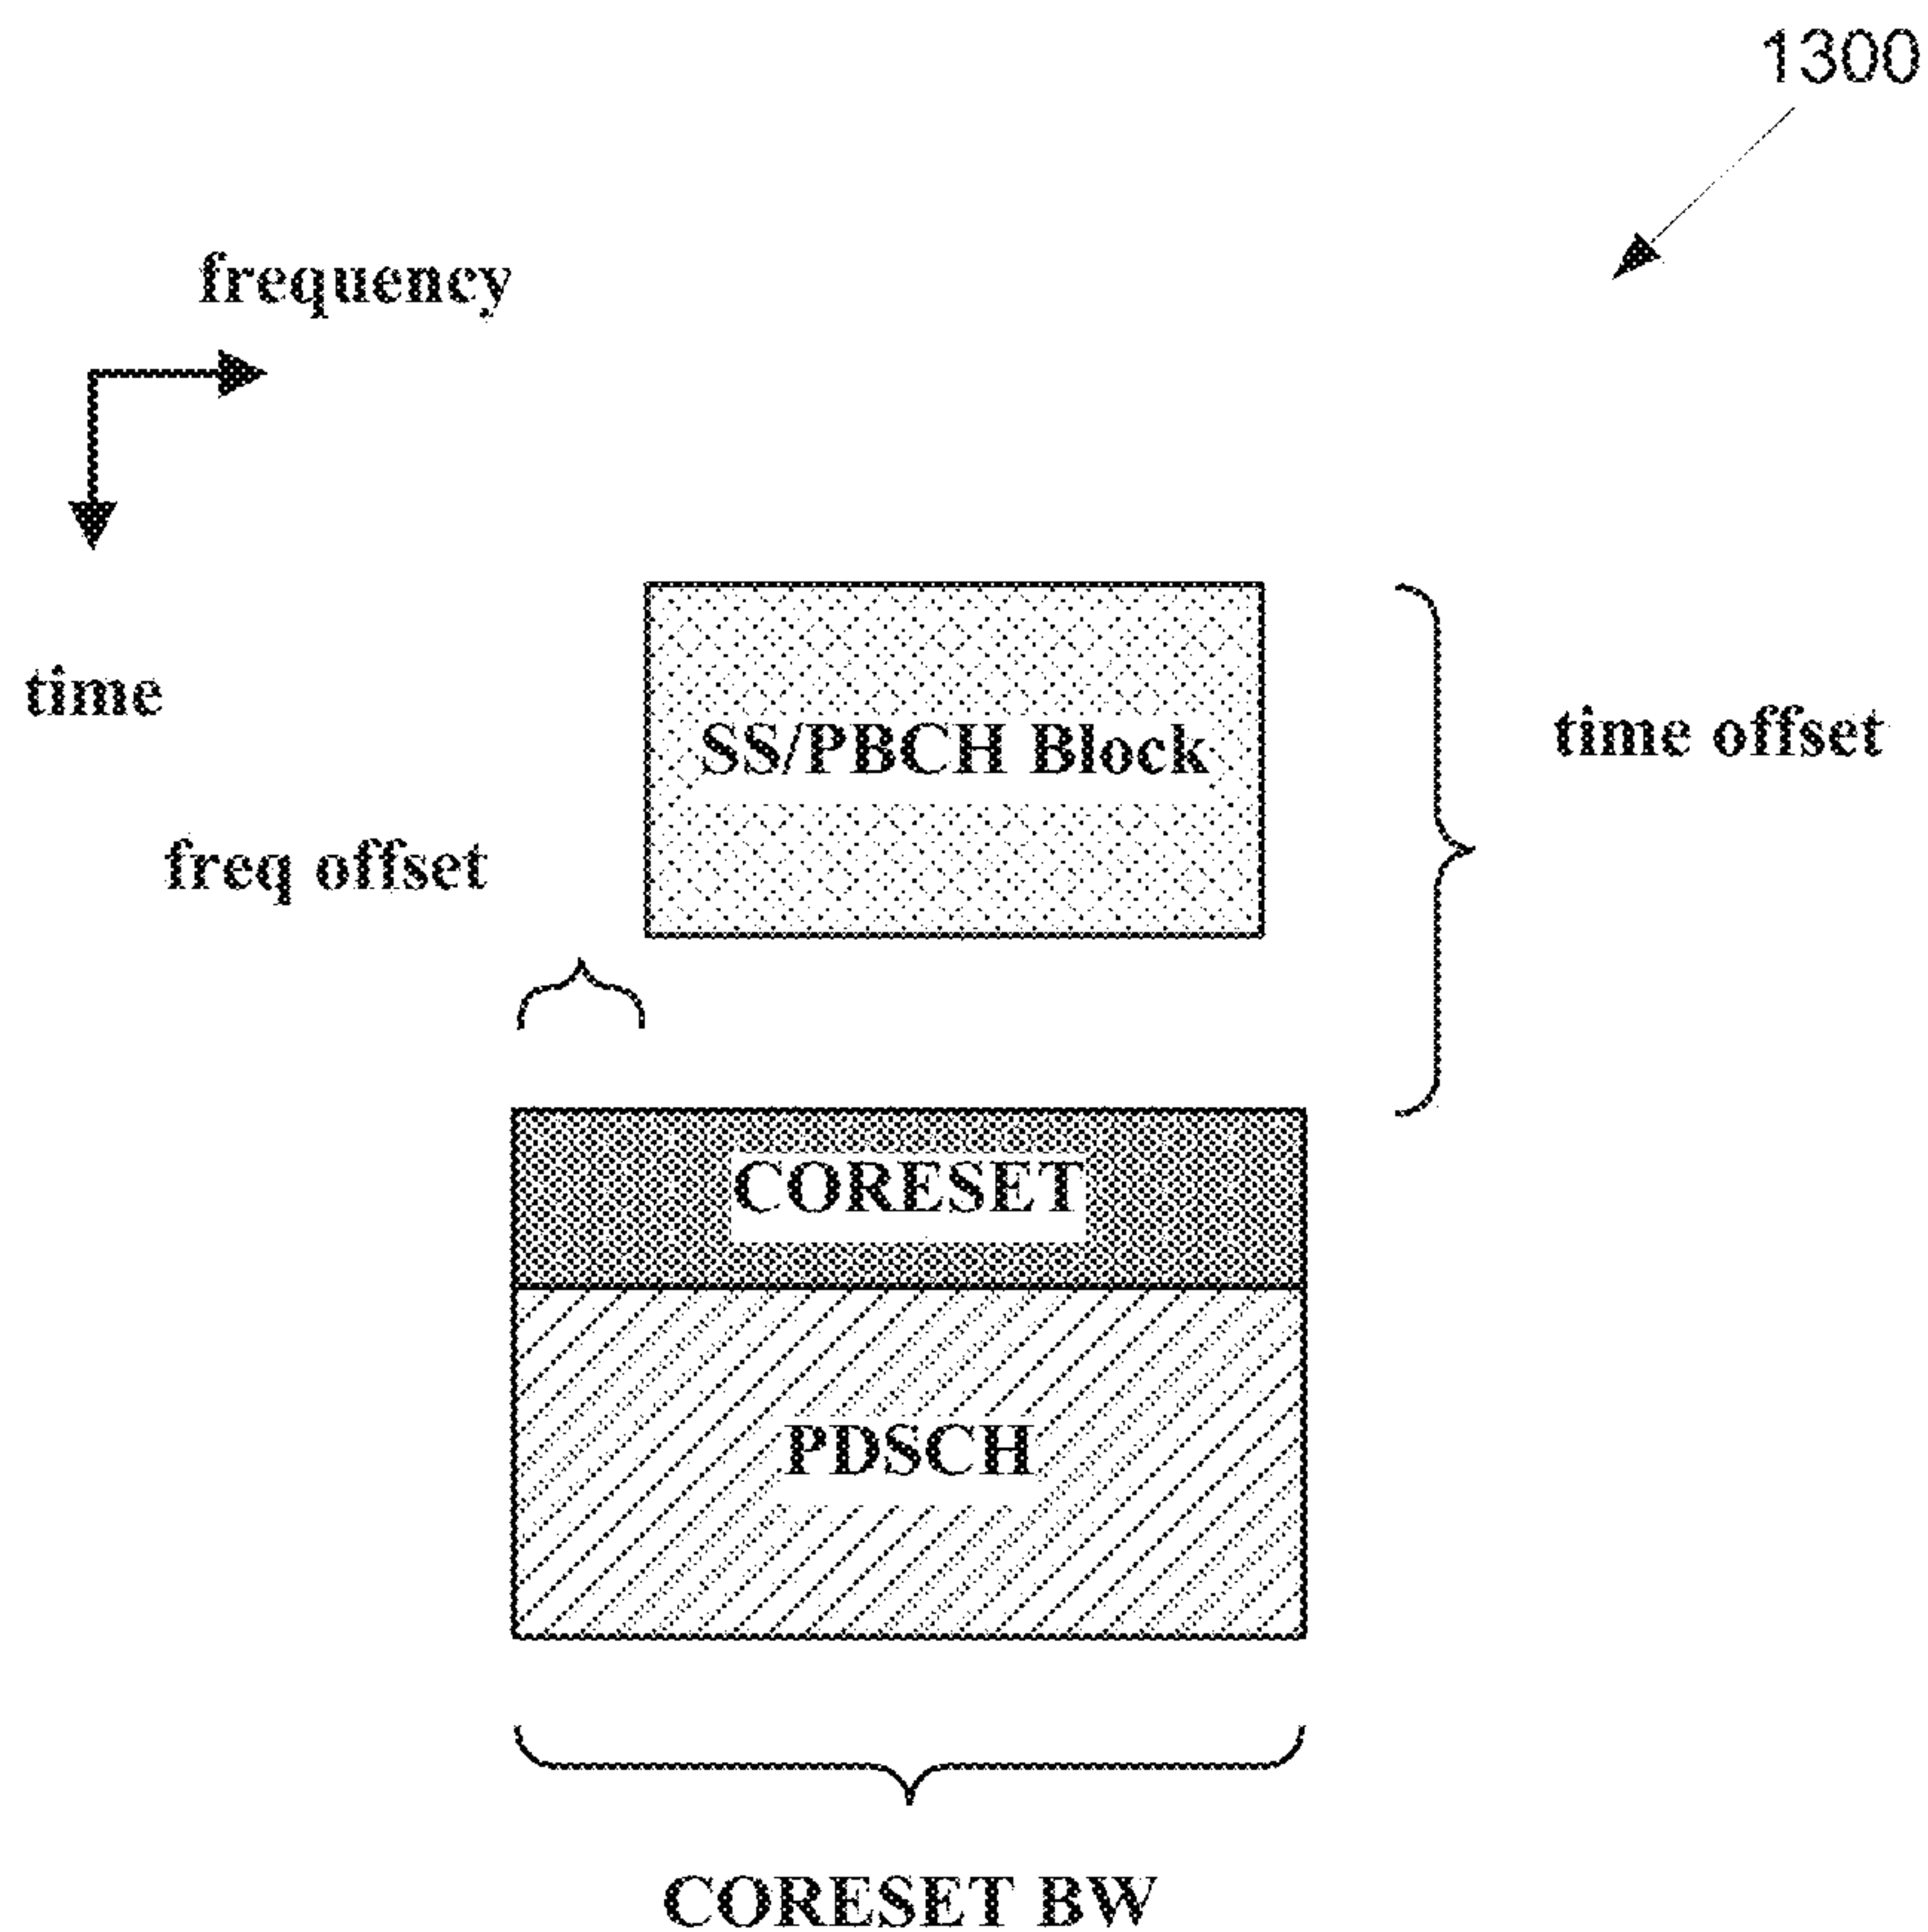 1300
frequency
time
SS/PBCH Block
time offset
freq offset
CORESET
PDSCH
CORESET BW